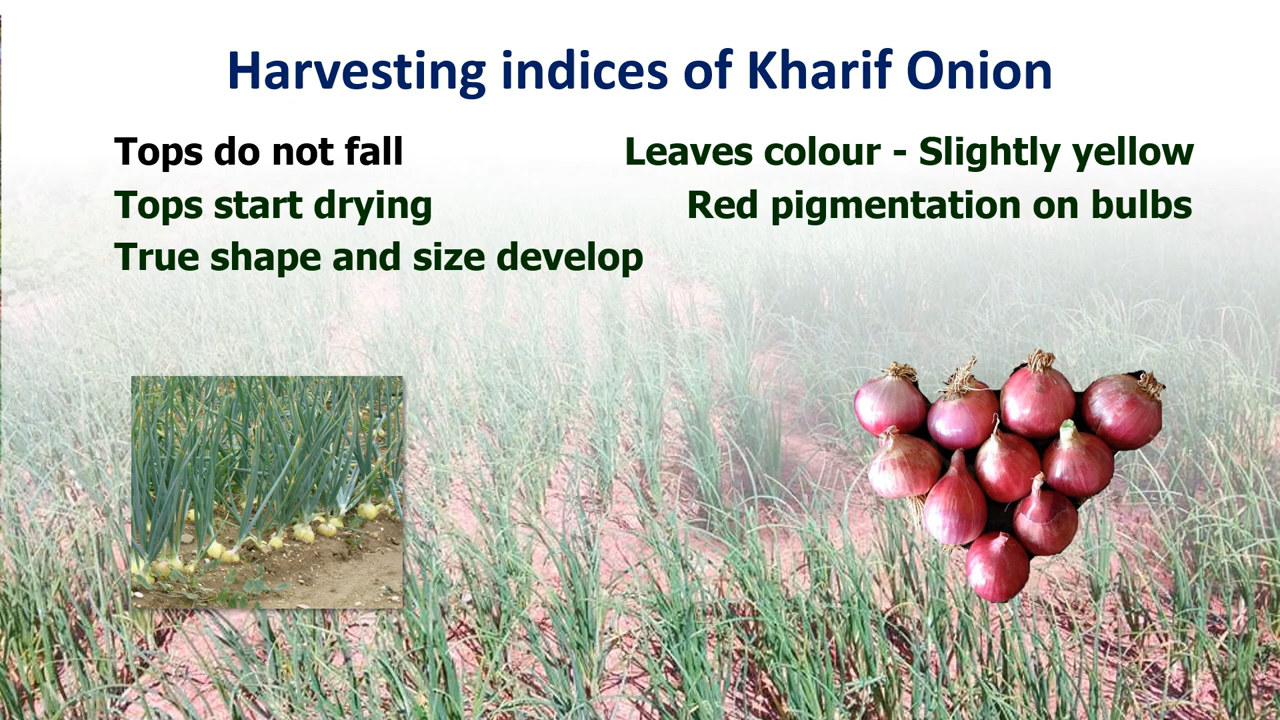 Harvesting indices of Kharif Onion
Tops do not fall
Leaves colour - Slightly yellow
Tops start drying
Red pigmentation on bulbs
True shape and size develop